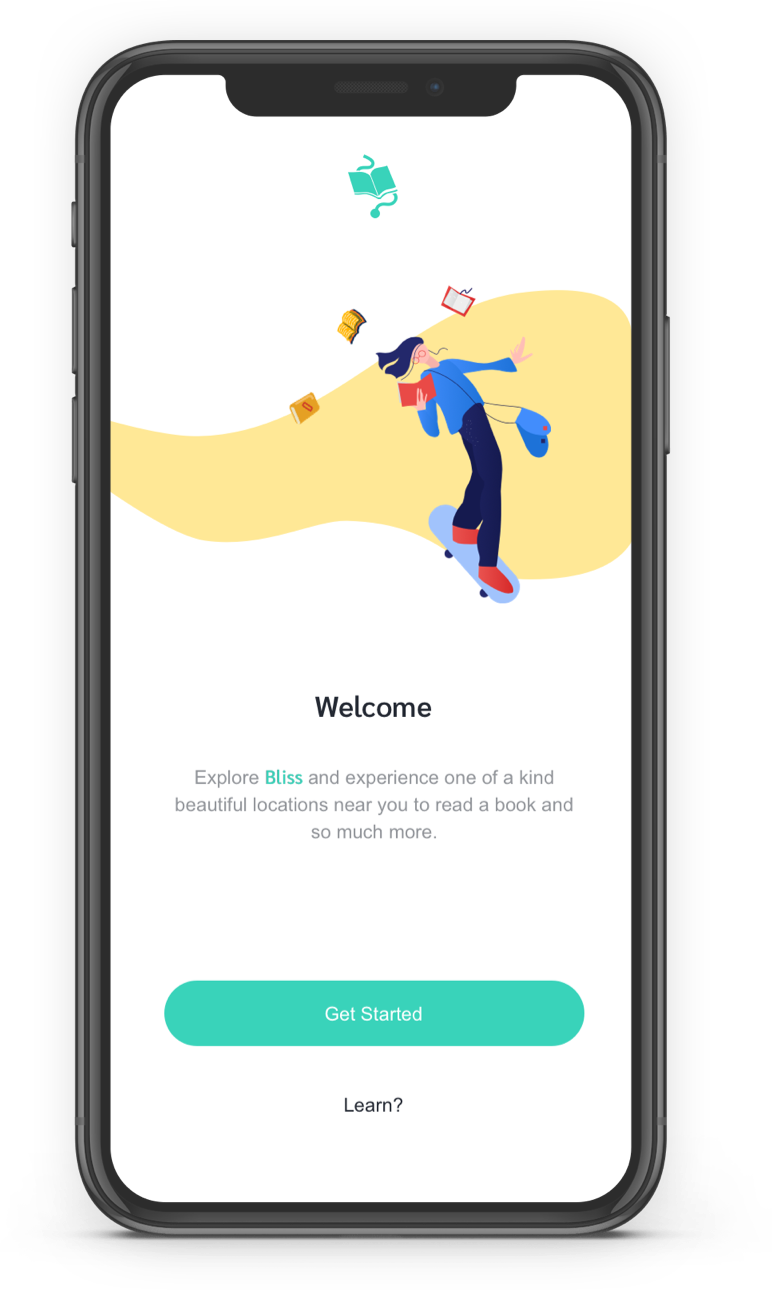 Welcome
Explore Bliss and experience one of a kind
beautiful locations near you to read a book and
so much more.
Get Started
Learn?